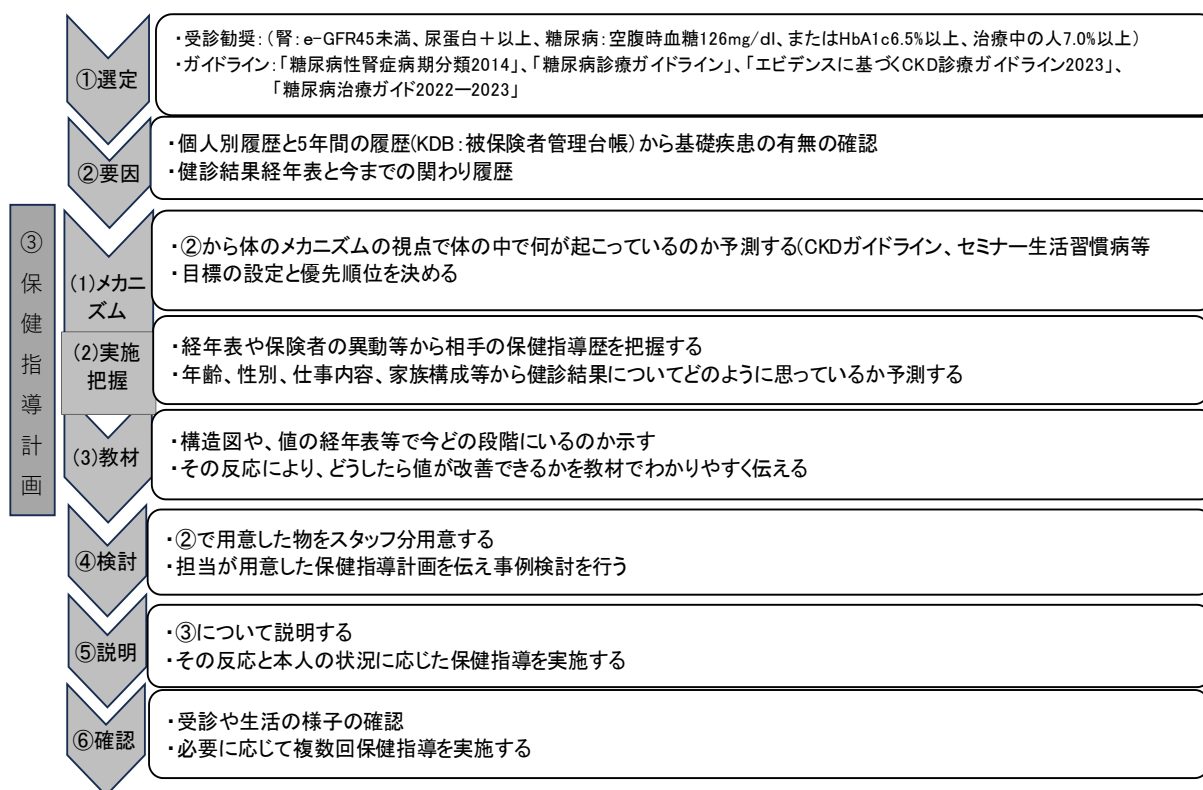 ①選定
・受診勧奨：（腎：e-GFR45未満、尿蛋白＋以上、糖尿病：空腹時血糖126mg/dl、またはHbA1c6.5%以上、治療中の人7.0%以上）
・ガイドライン：「糖尿病性腎症病期分類2014」、「糖尿病診療ガイドライン」、「エビデンスに基づくCKD診療ガイドライン2023」、
「糖尿病治療ガイド2022ー2023」
②要因
・個人別履歴と5年間の履歴(KDB：被保険者管理台帳）から基礎疾患の有無の確認
・健診結果経年表と今までの関わり履歴
③保健指導計画
(1)メカニ
ズム
・②から体のメカニズムの視点で体の中で何が起こっているのか予測する(CKDガイドライン、セミナー生活習慣病等
・目標の設定と優先順位を決める
(2)実施
把握
・経年表や保険者の異動等から相手の保健指導歴を把握する
・年齢、性別、仕事内容、家族構成等から健診結果についてどのように思っているか予測する
(3)教材
・構造図や、値の経年表等で今どの段階にいるのか示す
・その反応により、どうしたら値が改善できるかを教材でわかりやすく伝える
④検討
・②で用意した物をスタッフ分用意する
・担当が用意した保健指導計画を伝え事例検討を行う
⑤説明
・③について説明する
・その反応と本人の状況に応じた保健指導を実施する
⑥確認
・受診や生活の様子の確認
・必要に応じて複数回保健指導を実施する